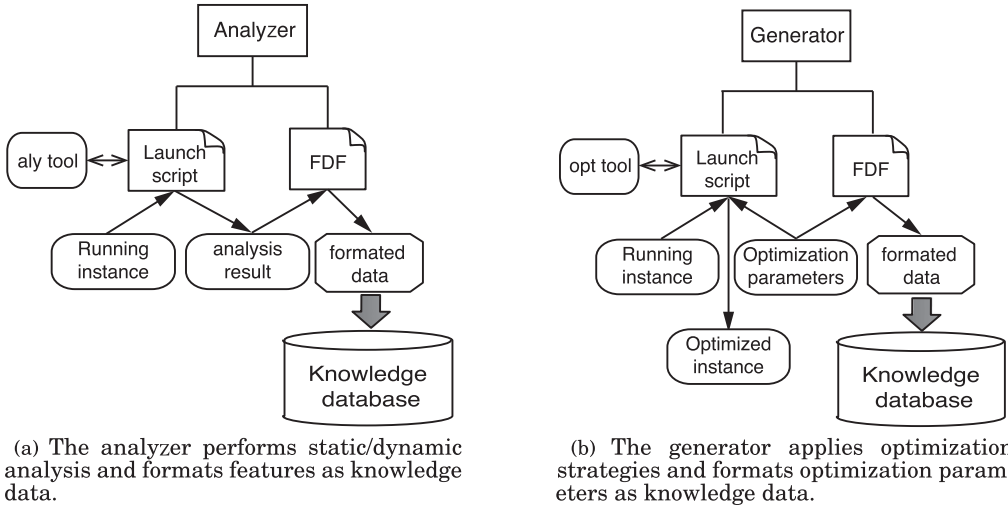 Analyzer
aly tool
Launch
script
FDF
Running
instance
analysis
result
formated
data
Knowledge
database
(a) The analyzer performs static/dynamic
analysis and formats features as knowledge
data.
Generator
opt tool
Launch
script
FDF
Running
instance
Optimization
parameters
formated
data
Optimized
instance
Knowledge
database
(b) The generator applies optimization
strategies and formats optimization param-
eters as knowledge data.